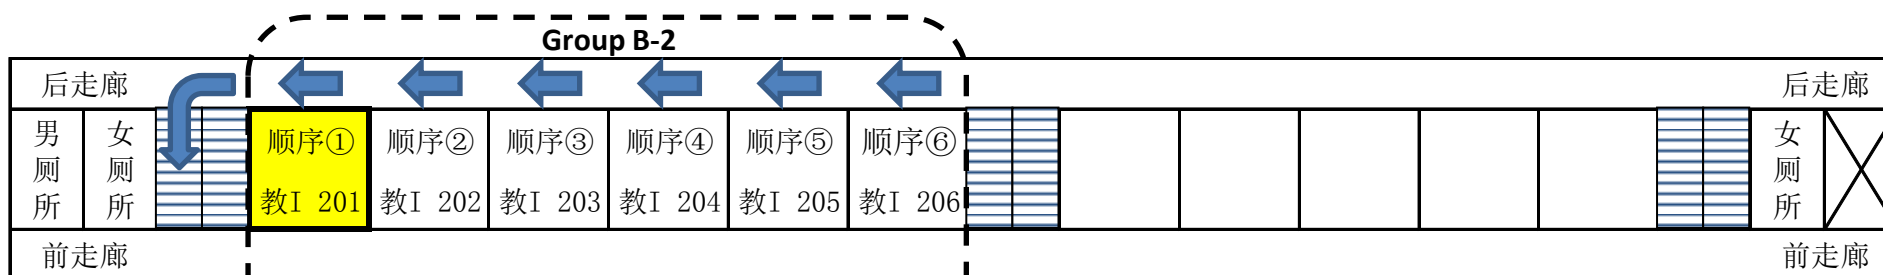 Group B-2
后走廊
后走廊
男厕所
女厕所
顺序①
教I 201
顺序②
教I 202
顺序③
教I 203
顺序④
教I 204
顺序⑤
教I 205
顺序⑥
教I 206
女厕所
前走廊
前走廊